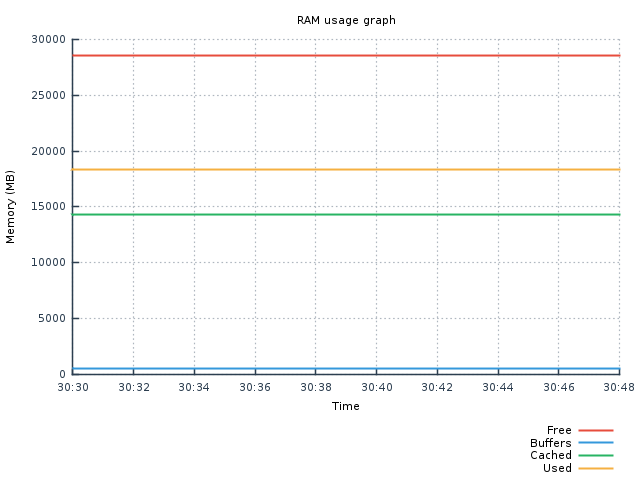 RAM usage graph
30000
25000
20000
15000
10000
5000
0
Memory (MB)
30:30 30:32 30:34 30:36 30:38 30:40 30:42 30:44 30:46 30:48
Time
Free
Buffers
Cached
Used